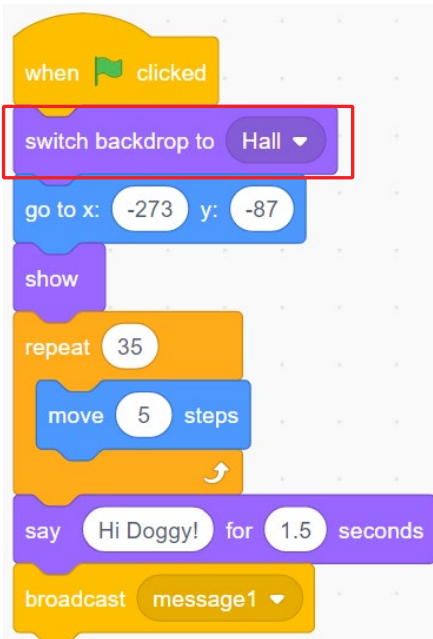 when clicked
switch backdrop to Hall
go to x: -273 y: -87
show
repeat 35
move 5 steps
say Hi Doggy! for 1.5 seconds
broadcast message1